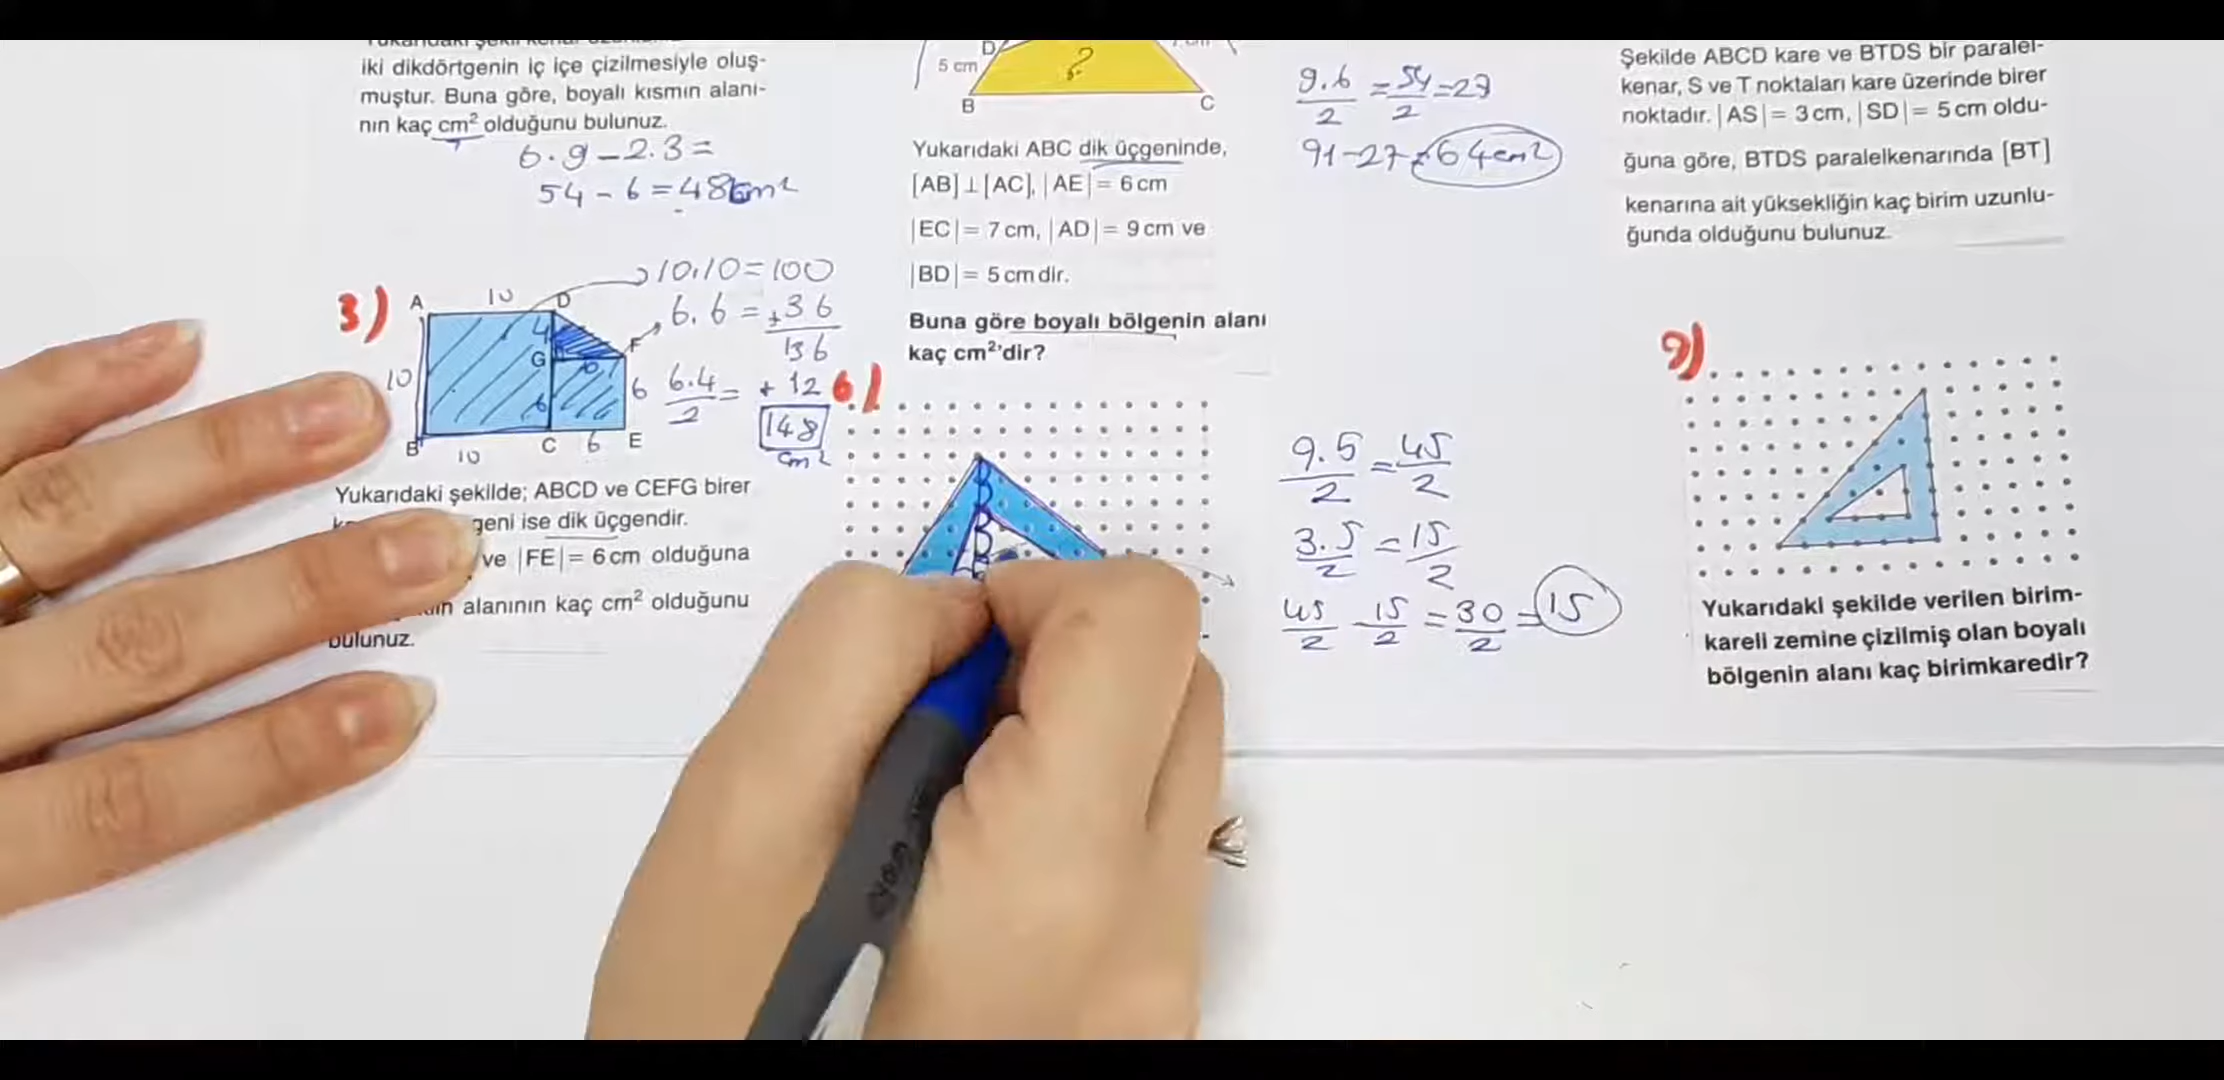 iki dikdörtgenin iç içe çizilmesiyle oluş-
muştur. Buna göre, boyalı kısmın alanı-
nın kaç cm² olduğunu bulunuz.
6.9-2.3=
54-6=48cm²
3)
A
10
D
10.10=100
4
6.6=+36
136
G
F
6
10
6
6
6.4/2=
+12
148
cm²
B
10
C
6
E
Yukarıdaki şekilde; ABCD ve CEFG birer
geni ise dik üçgendir.
ve |FE|= 6 cm olduğuna
alanının kaç cm² olduğunu
bulunuz.
D
5 cm
?
B
C
Yukarıdaki ABC dik üçgeninde,
[AB]⊥[AC], |AE|= 6 cm
|EC|= 7 cm, |AD|= 9 cm ve
|BD|= 5 cm dir.
Buna göre boyalı bölgenin alanı
kaç cm²'dir?
6)
9.6/2=54/2=27
91-27=64cm²
9.5/2=45/2
3.5/2=15/2
45/2-15/2=30/2=15
Şekilde ABCD kare ve BTDS bir paralel-
kenar, S ve T noktaları kare üzerinde birer
noktadır. |AS|= 3 cm, |SD|= 5 cm oldu-
ğuna göre, BTDS paralelkenarında [BT]
kenarına ait yüksekliğin kaç birim uzunlu-
ğunda olduğunu bulunuz.
9)
Yukarıdaki şekilde verilen birim-
kareli zemine çizilmiş olan boyalı
bölgenin alanı kaç birimkaredir?